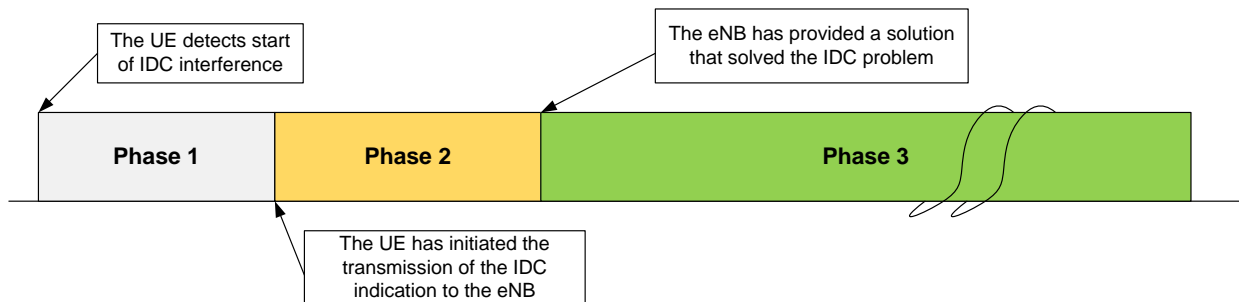 The UE detects start
of IDC interference
The eNB has provided a solution
that solved the IDC problem
Phase 1
Phase 2
Phase 3
The UE has initiated the
transmission of the IDC
indication to the eNB